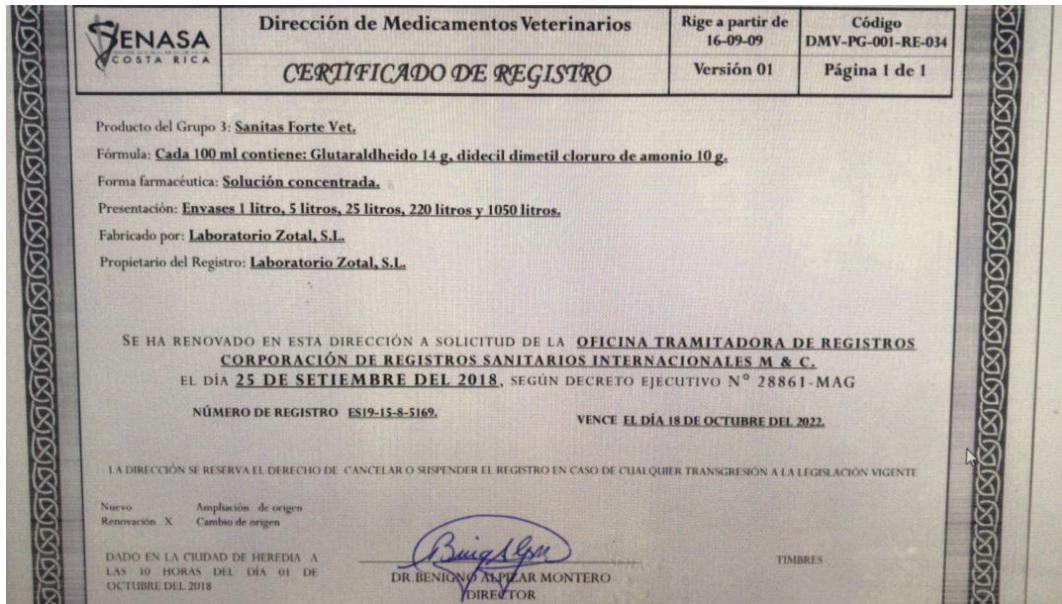 SENASA
COSTA RICA
Dirección de Medicamentos Veterinarios
CERTIFICADO DE REGISTRO
Rige a partir de
16-09-09
Código
DMV-PG-001-RE-034
Versión 01
Página 1 de 1
Producto del Grupo 3: Sanitas Forte Vet.
Fórmula: Cada 100 ml contiene: Glutaraldheido 14 g, didecil dimetil cloruro de amonio 10 g.
Forma farmacéutica: Solución concentrada.
Presentación: Envases 1 litro, 5 litros, 25 litros, 220 litros y 1050 litros.
Fabricado por: Laboratorio Zotal, S.L.
Propietario del Registro: Laboratorio Zotal, S.L.
SE HA RENOVADO EN ESTA DIRECCIÓN A SOLICITUD DE LA OFICINA TRAMITADORA DE REGISTROS
CORPORACIÓN DE REGISTROS SANITARIOS INTERNACIONALES M & C.
EL DÍA 25 DE SETIEMBRE DEL 2018, SEGÚN DECRETO EJECUTIVO N° 28861-MAG
NÚMERO DE REGISTRO ES19-15-8-5169.
VENCE EL DÍA 18 DE OCTUBRE DEL 2022.
LA DIRECCIÓN SE RESERVA EL DERECHO DE CANCELAR O SUSPENDER EL REGISTRO EN CASO DE CUALQUIER TRANSGRESIÓN A LA LEGISLACIÓN VIGENTE
Nuevo Ampliación de origen
Renovación X Cambio de origen
DADO EN LA CIUDAD DE HEREDIA A
LAS 10 HORAS DEL DÍA 01 DE
OCTUBRE DEL 2018
DR.BENIGNO ALPIZAR MONTERO
DIRECTOR
TIMBRES